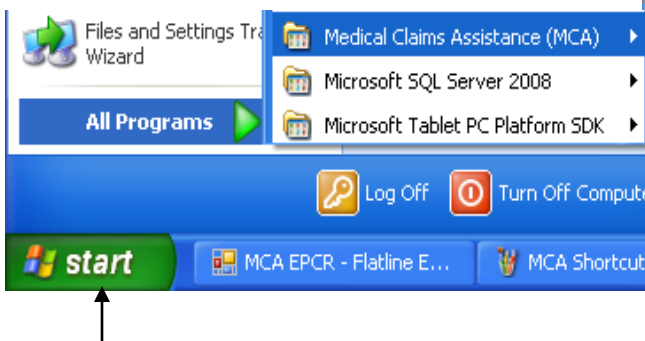 Files and Settings Tra
Wizard
Medical Claims Assistance (MCA)
Microsoft SQL Server 2008
All Programs
Microsoft Tablet PC Platform SDK
Log Off
Turn Off Compute
start
MCA EPCR - Flatline E...
MCA Shortcut